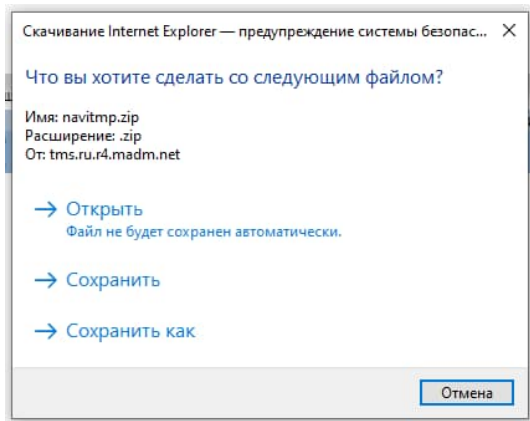 Скачивание Internet Explorer — предупреждение системы безопас...
Что вы хотите сделать со следующим файлом?
Имя: navitmp.zip
Расширение: .zip
От: tms.ru.r4.madm.net
Открыть
Файл не будет сохранен автоматически.
Сохранить
Сохранить как
Отмена